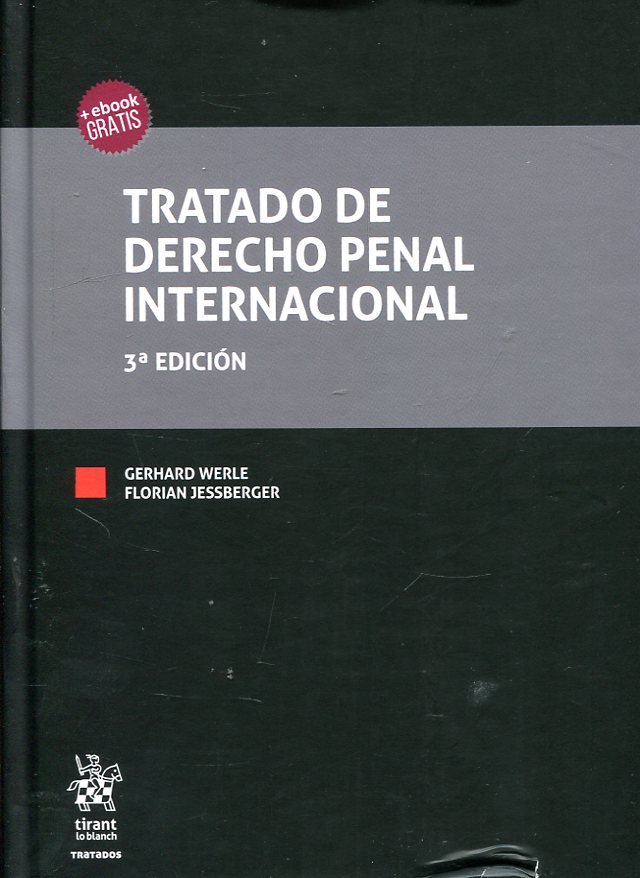 +ebook
GRATIS
TRATADO DE
DERECHO PENAL
INTERNACIONAL
3ª EDICIÓN
GERHARD WERLE
FLORIAN JESSBERGER
tirant
lo blanch
TRATADOS